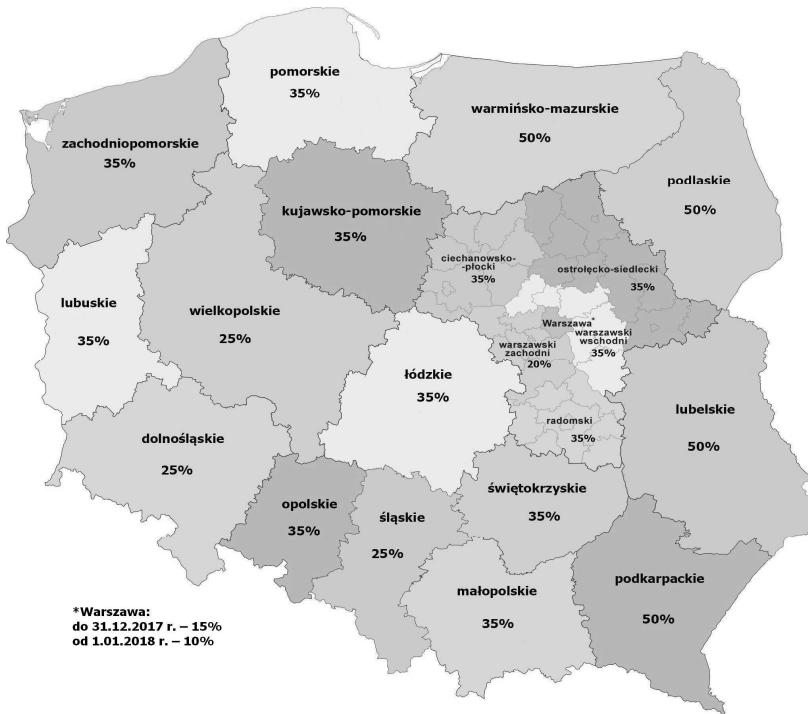 pomorskie
35%
warmińsko-mazurskie
50%
zachodniopomorskie
35%
podlaskie
50%
kujawsko-pomorskie
35%
ciechanowsko-
-płocki
35%
ostrołęcko-siedlecki
35%
lubuskie
35%
wielkopolskie
25%
Warszawa*
warszawski
wschodni
35%
warszawski
zachodni
20%
łódzkie
35%
lubelskie
50%
radomski
35%
dolnośląskie
25%
opolskie
35%
śląskie
25%
świętokrzyskie
35%
małopolskie
35%
podkarpackie
50%
*Warszawa:
do 31.12.2017 r. – 15%
od 1.01.2018 r. – 10%